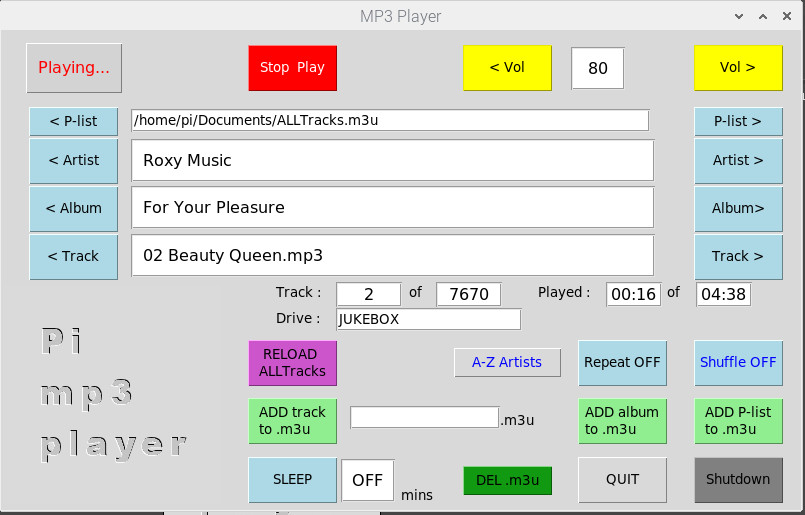 MP3 Player
Playing...
Stop Play
< Vol
80
Vol >
< P-list
/home/pi/Documents/ALLTracks.m3u
P-list >
< Artist
Roxy Music
Artist >
< Album
For Your Pleasure
Album>
< Track
02 Beauty Queen.mp3
Track >
Track : 2 of 7670 Played : 00:16 of 04:38
Drive : JUKEBOX
Pi
mp3
player
RELOAD
ALLTracks
A-Z Artists
Repeat OFF
Shuffle OFF
ADD track
to .m3u
.m3u
ADD album
to .m3u
ADD P-list
to .m3u
SLEEP
OFF
mins
DEL .m3u
QUIT
Shutdown